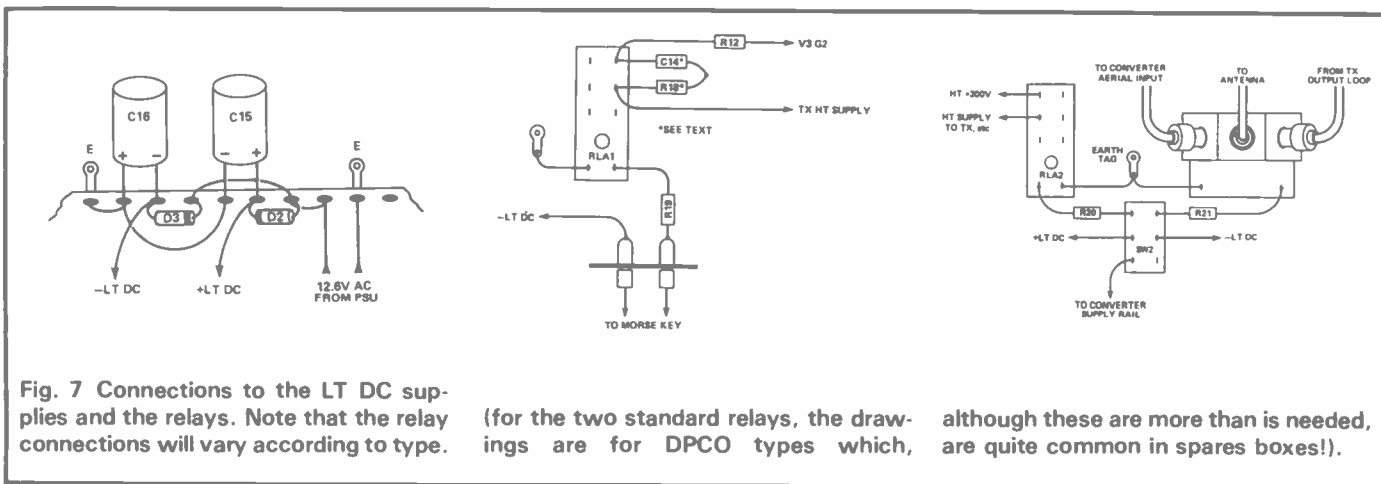 C16
C15
E
+ -
- +
E
D3
D2
-LT DC
+LT DC
12.6V AC
FROM PSU
R12
V3 G2
C14*
R18*
TX HT SUPPLY
*SEE TEXT
RLA1
R19
-LT DC
TO MORSE KEY
TO CONVERTER
AERIAL INPUT
TO
ANTENNA
FROM TX
OUTPUT LOOP
HT +300V
HT SUPPLY
TO TX, etc
EARTH
TAG
RLA2
R20
R21
+LT DC
SW2
-LT DC
TO CONVERTER
SUPPLY RAIL
Fig. 7 Connections to the LT DC sup-
plies and the relays. Note that the relay
connections will vary according to type.
(for the two standard relays, the draw-
ings are for DPCO types which,
although these are more than is needed,
are quite common in spares boxes!).